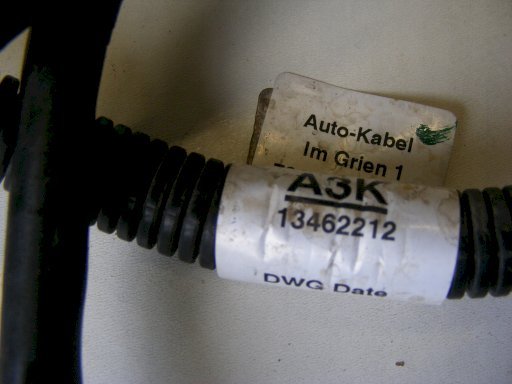 Auto-Kabel
Im Grien 1
A3K
13462212
DWG Date